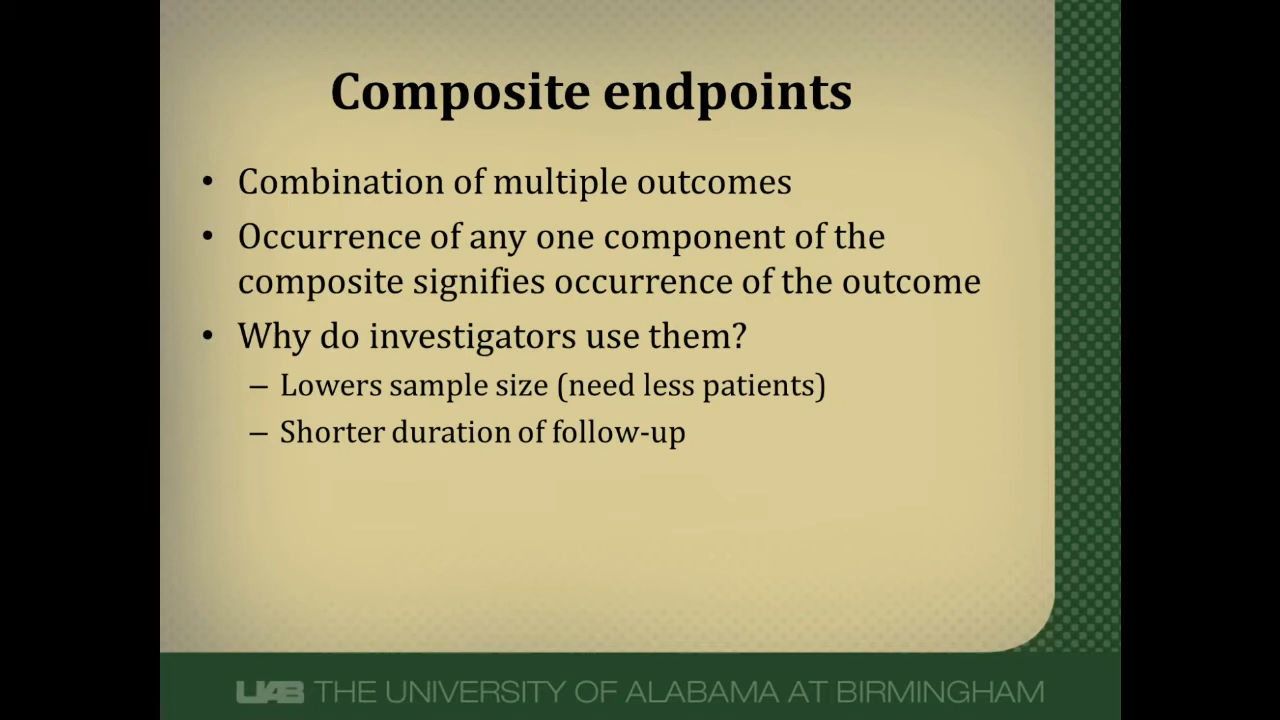 Composite endpoints
• Combination of multiple outcomes
• Occurrence of any one component of the
composite signifies occurrence of the outcome
• Why do investigators use them?
– Lowers sample size (need less patients)
– Shorter duration of follow-up
UAB THE UNIVERSITY OF ALABAMA AT BIRMINGHAM